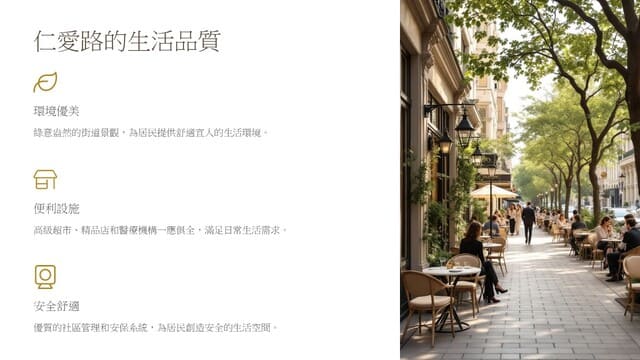 仁愛路的生活品質
環境優美
綠意盎然的街道景觀，為居民提供舒適宜人的生活環境。
便利設施
高級超市、精品店和醫療機構一應俱全，滿足日常生活需求。
安全舒適
優質的社區管理和安保系統，為居民創造安全的生活空間。